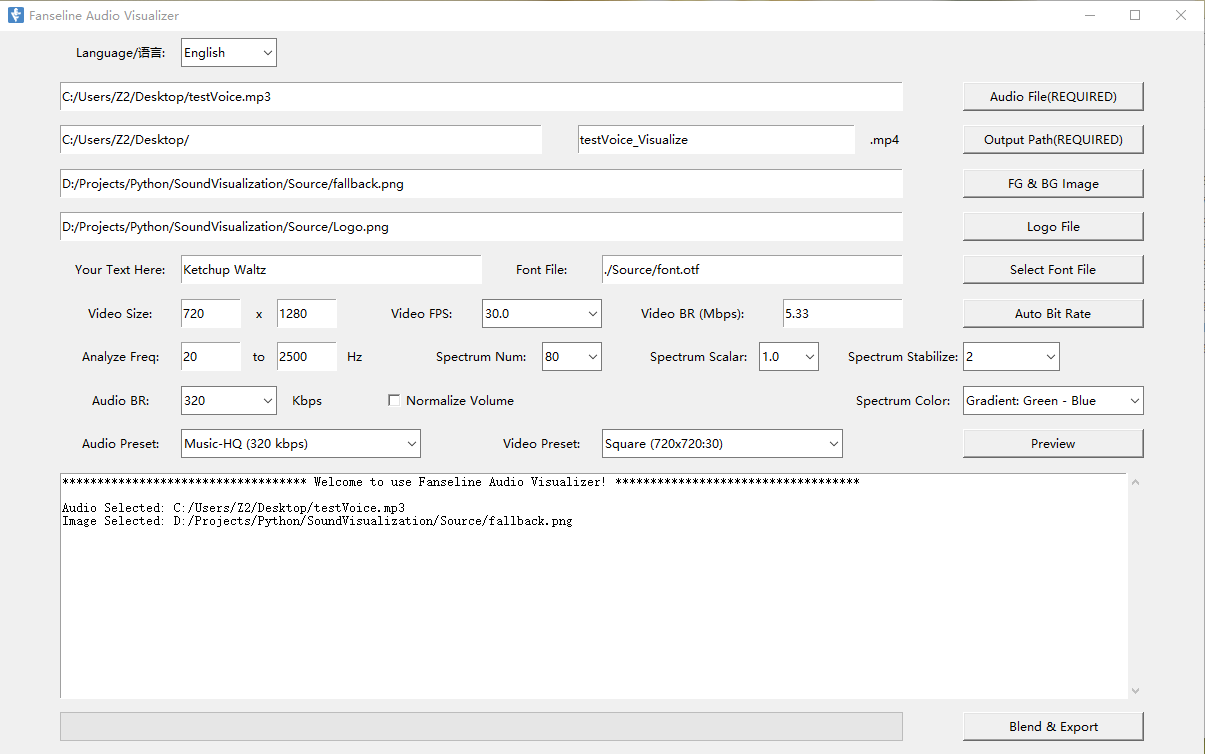 Fanseline Audio Visualizer
Language/语言: English
C:/Users/Z2/Desktop/testVoice.mp3 Audio File(REQUIRED)
C:/Users/Z2/Desktop/ testVoice_Visualize .mp4 Output Path(REQUIRED)
D:/Projects/Python/SoundVisualization/Source/fallback.png FG & BG Image
D:/Projects/Python/SoundVisualization/Source/Logo.png Logo File
Your Text Here: Ketchup Waltz Font File: ./Source/font.otf Select Font File
Video Size: 720 x 1280 Video FPS: 30.0 Video BR (Mbps): 5.33 Auto Bit Rate
Analyze Freq: 20 to 2500 Hz Spectrum Num: 80 Spectrum Scalar: 1.0 Spectrum Stabilize: 2
Audio BR: 320 Kbps Normalize Volume Spectrum Color: Gradient: Green - Blue
Audio Preset: Music-HQ (320 kbps) Video Preset: Square (720x720:30) Preview
*********************************** Welcome to use Fanseline Audio Visualizer! ***********************************
Audio Selected: C:/Users/Z2/Desktop/testVoice.mp3
Image Selected: D:/Projects/Python/SoundVisualization/Source/fallback.png
Blend & Export